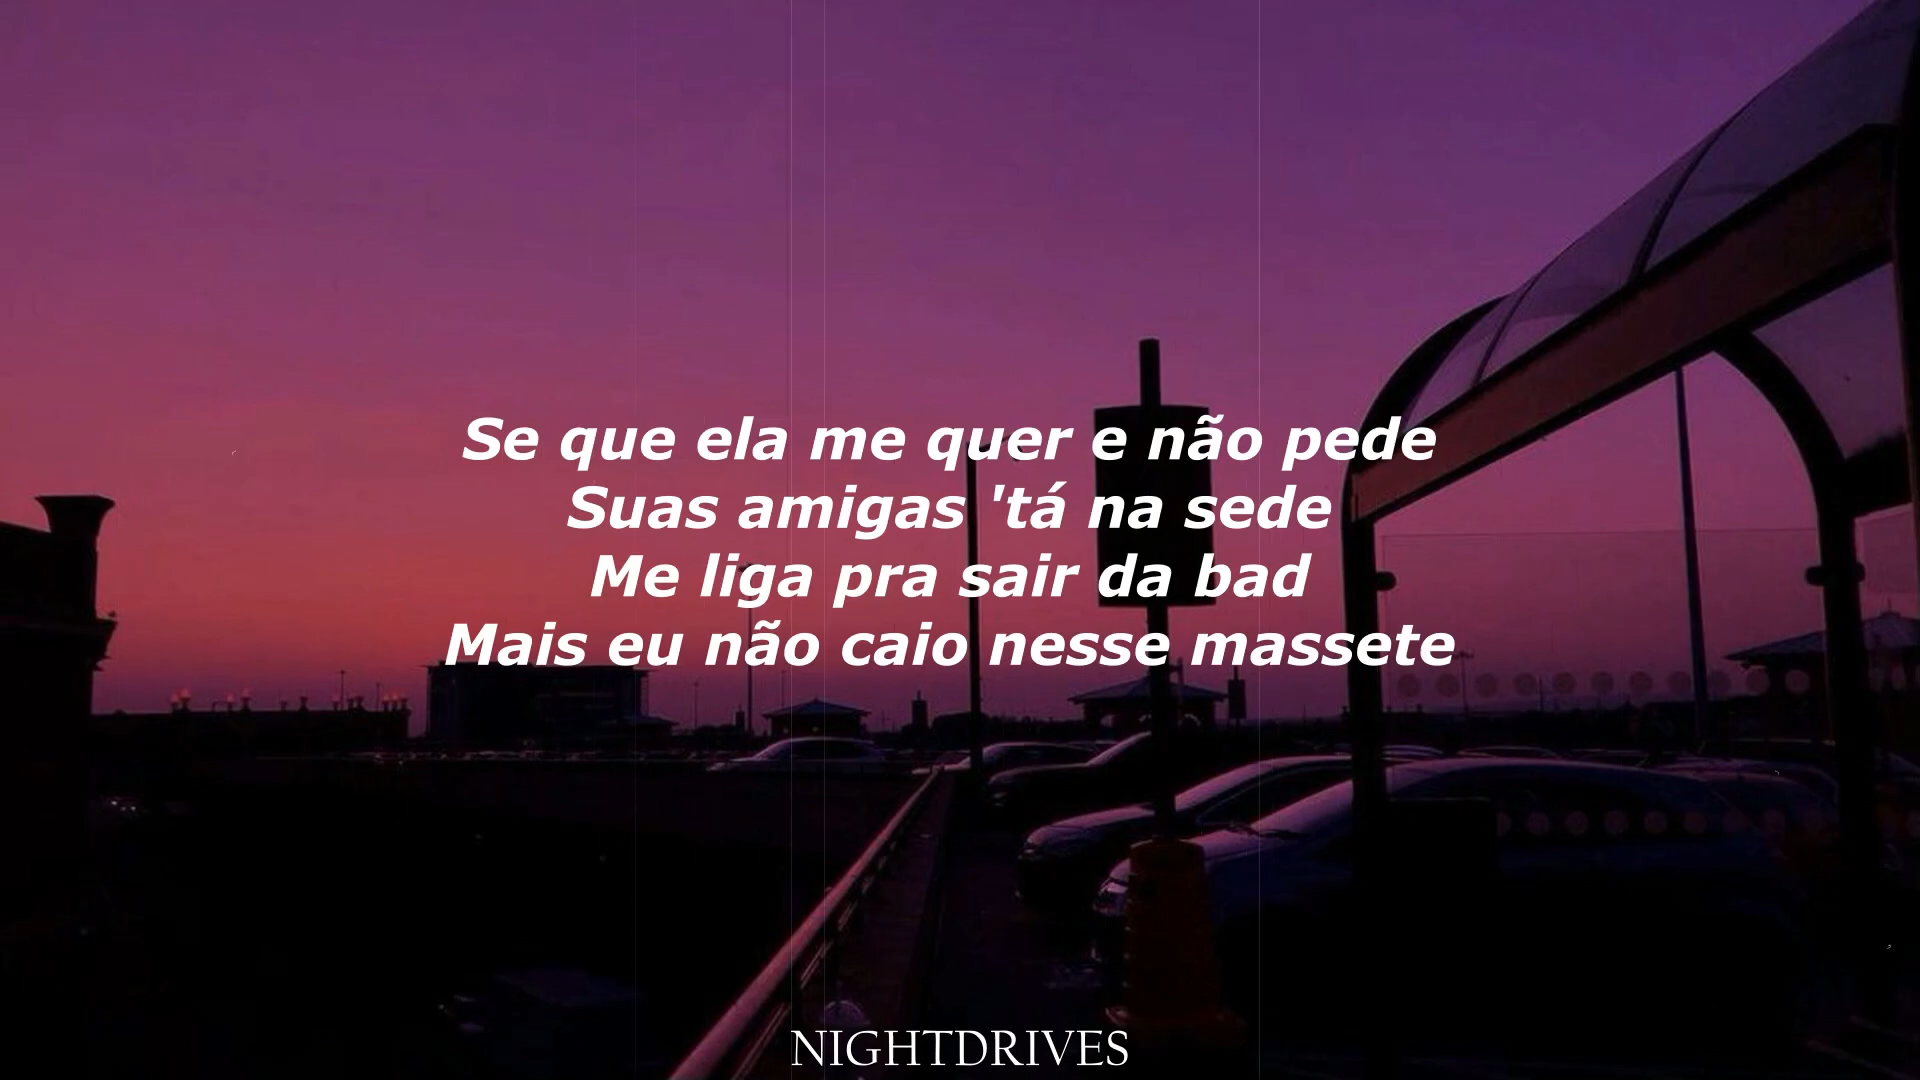 Se que ela me quer e não pede
Suas amigas 'tá na sede
Me liga pra sair da bad
Mais eu não caio nesse massete
NIGHTDRIVES